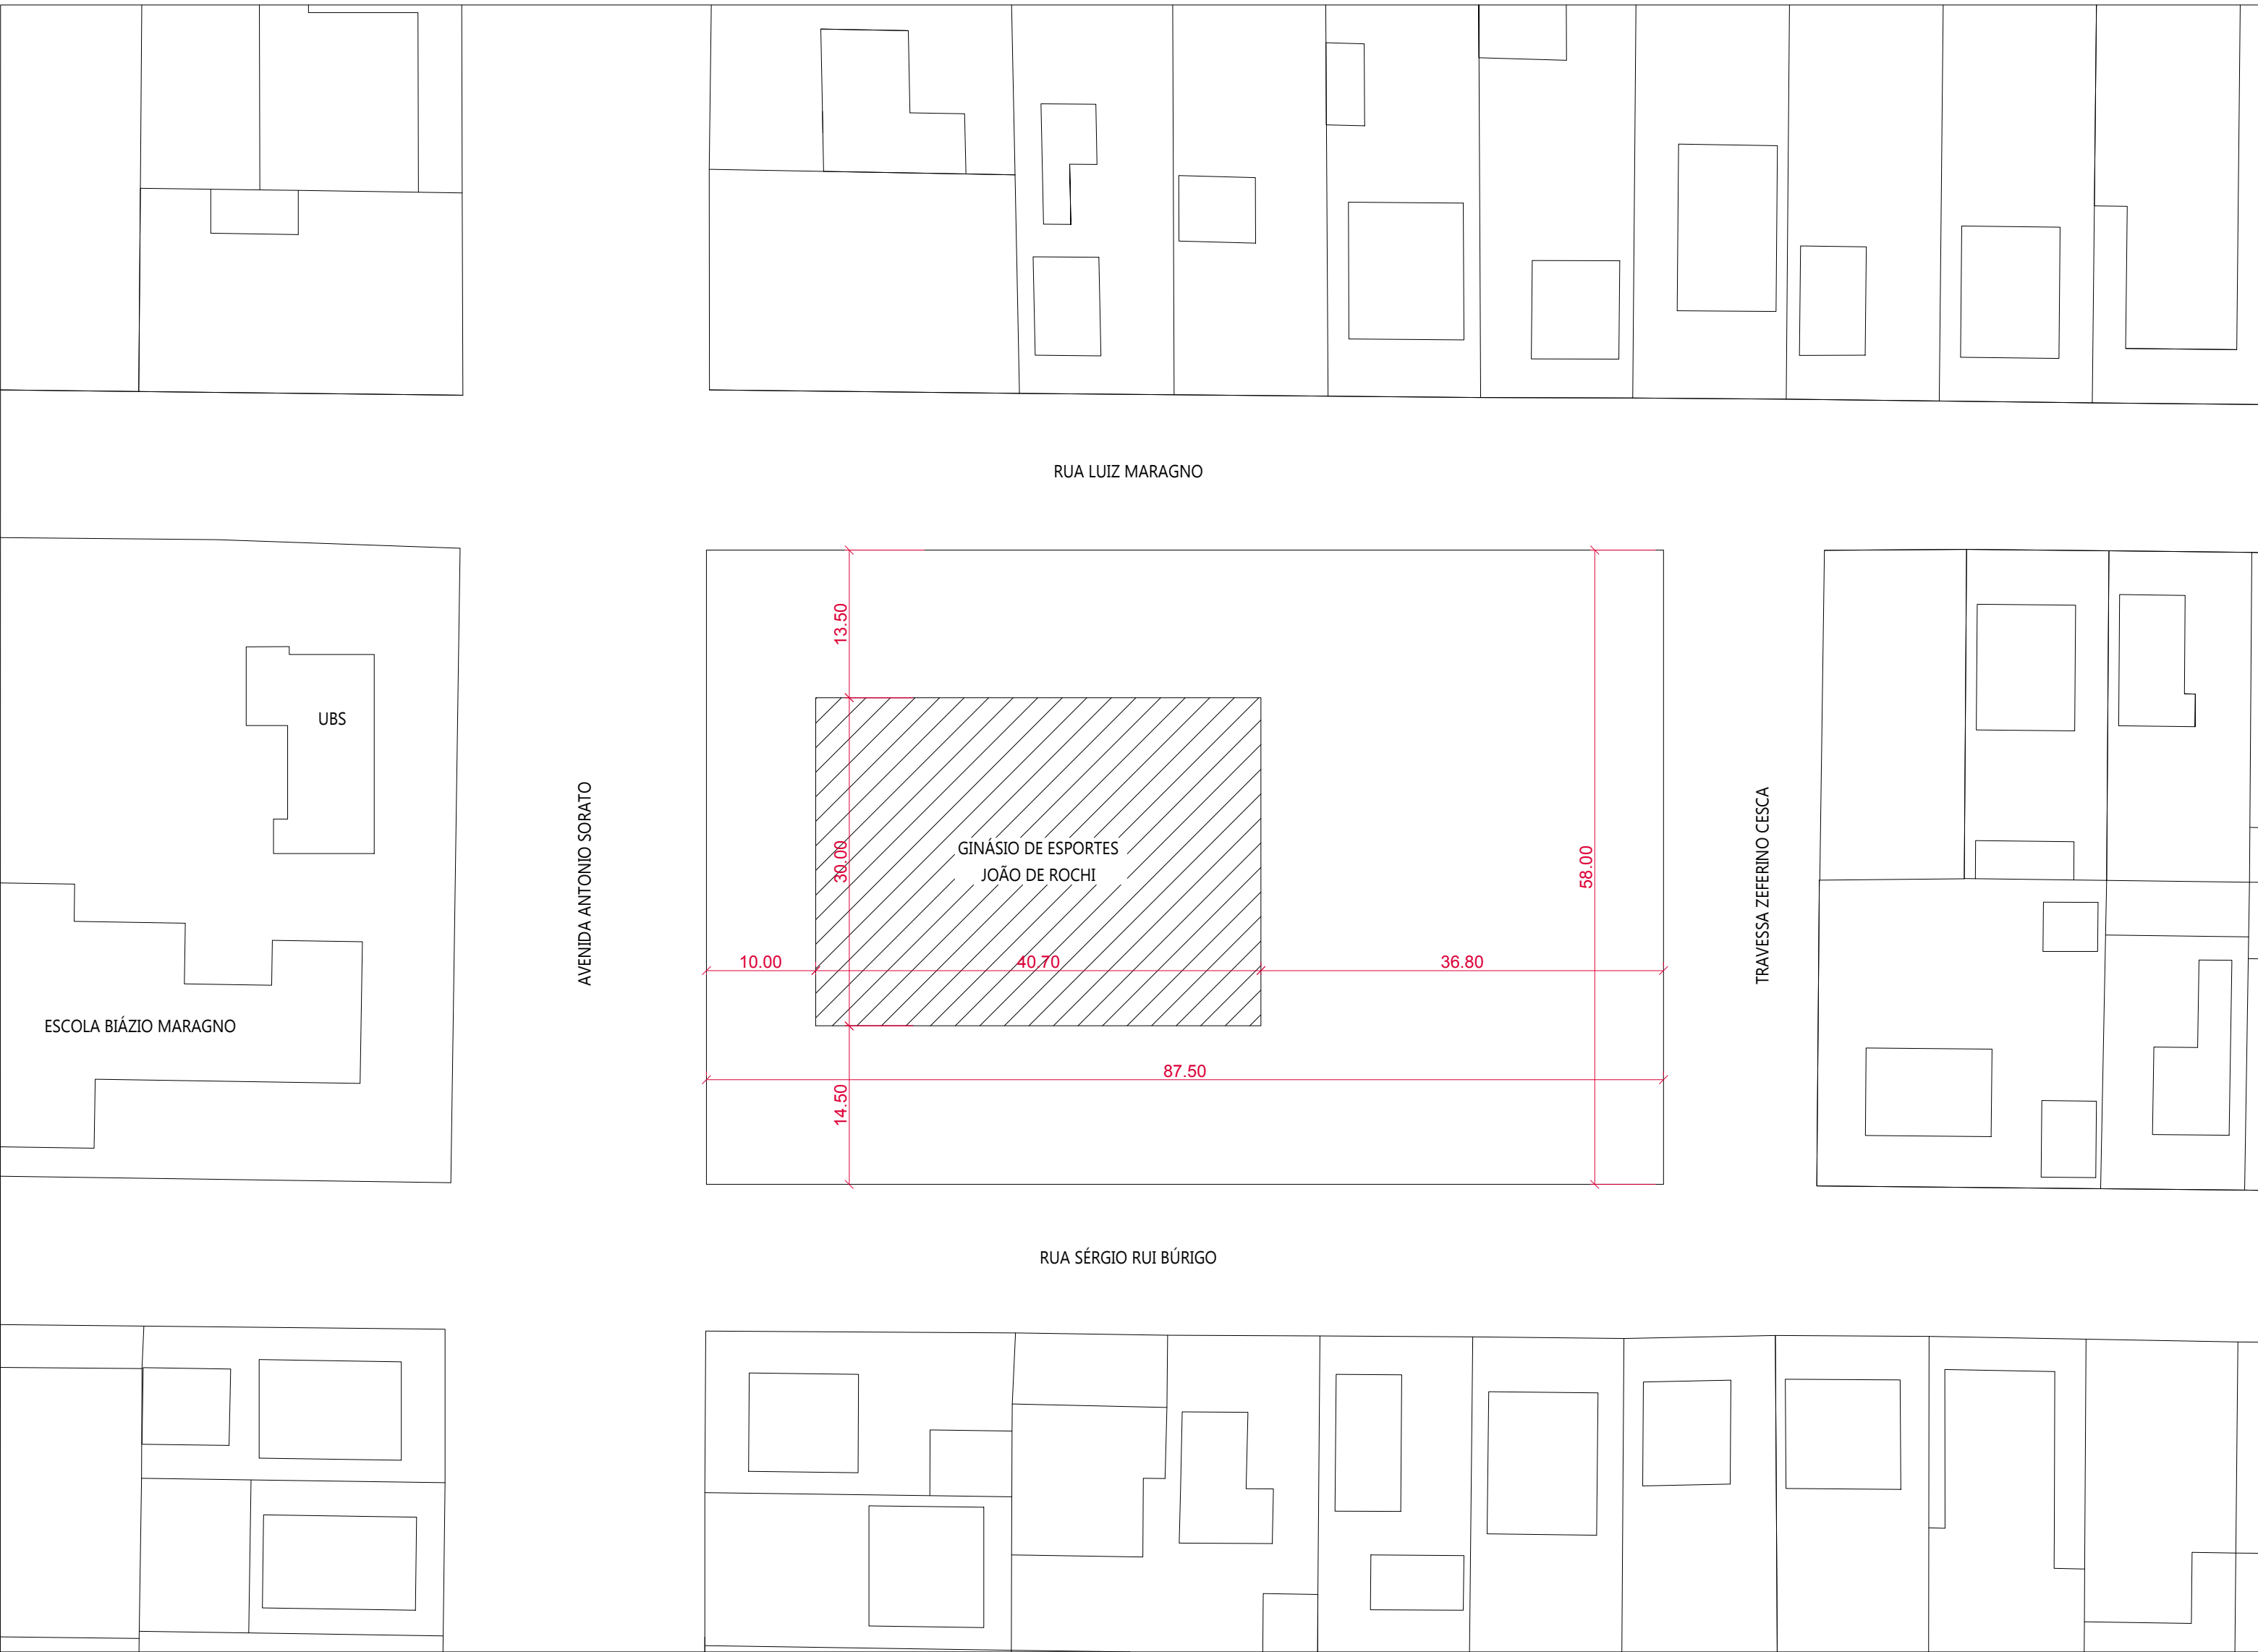 RUA LUIZ MARAGNO
13.50
UBS
AVENIDA ANTONIO SORATO
30.00
GINÁSIO DE ESPORTES
JOÃO DE ROCHI
58.00
TRAVESSA ZEFERINO CESCA
10.00
40.70
36.80
ESCOLA BIÁZIO MARAGNO
87.50
14.50
RUA SÉRGIO RUI BÚRIGO